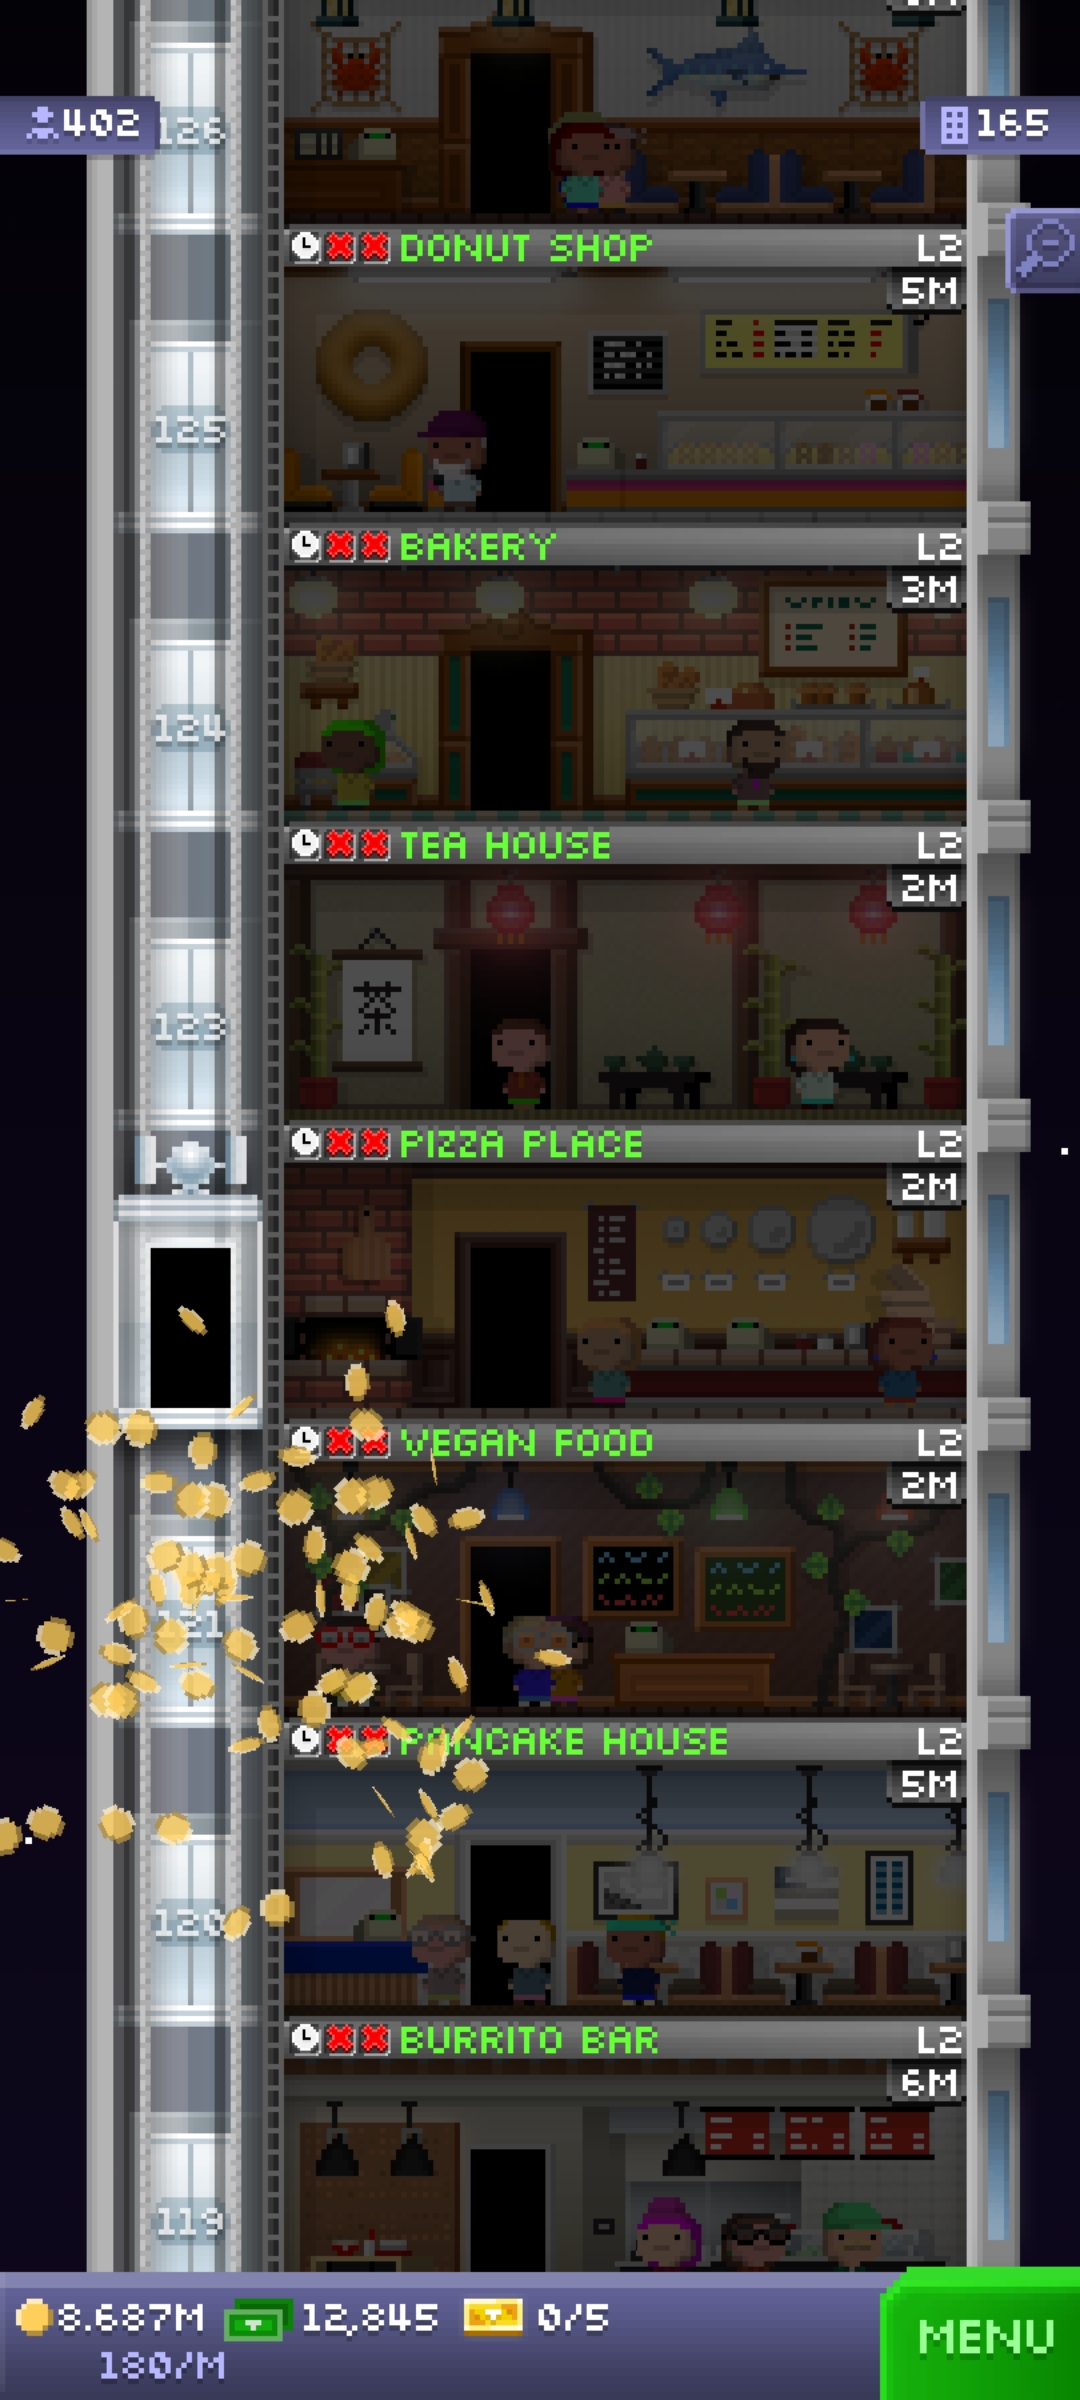 402
165
126
DONUT SHOP L2
5M
125
BAKERY L2
3M
124
TEA HOUSE L2
2M
茶
123
PIZZA PLACE L2
2M
VEGAN FOOD L2
2M
121
PANCAKE HOUSE L2
5M
120
BURRITO BAR L2
6M
119
8.687M 12,845 0/5
180/M
MENU